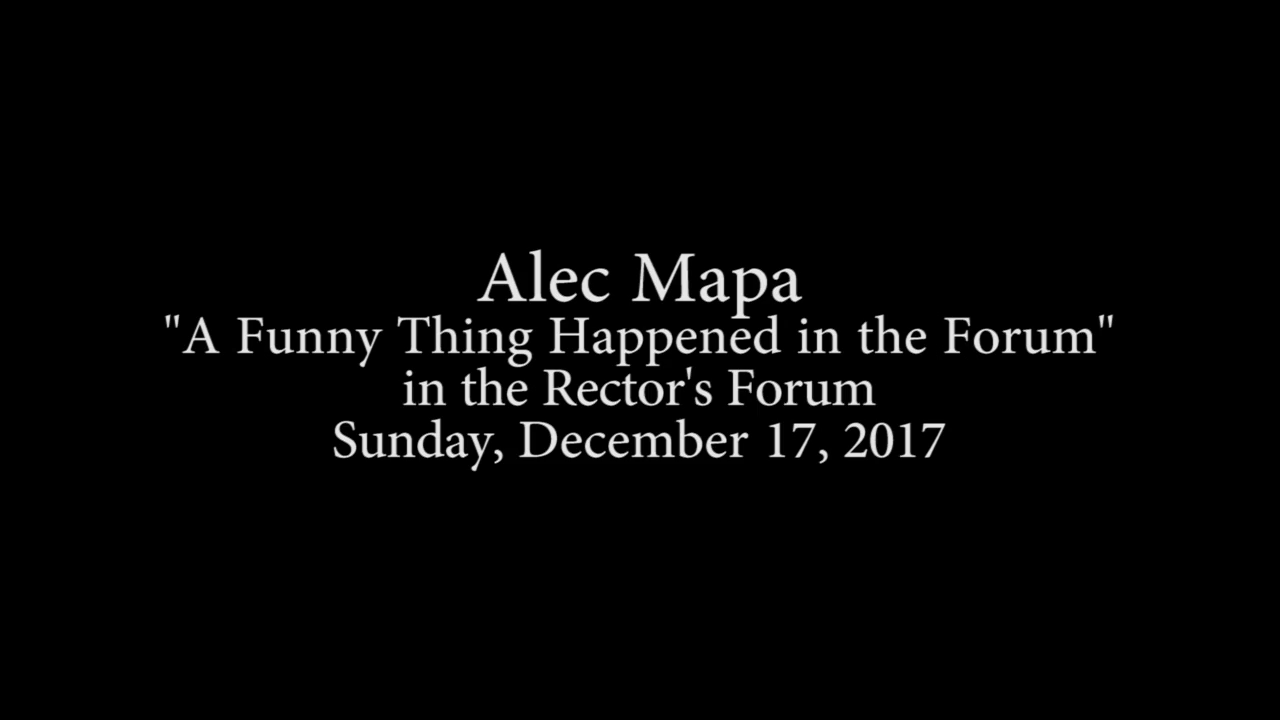 Alec Mapa
"A Funny Thing Happened in the Forum"
in the Rector's Forum
Sunday, December 17, 2017